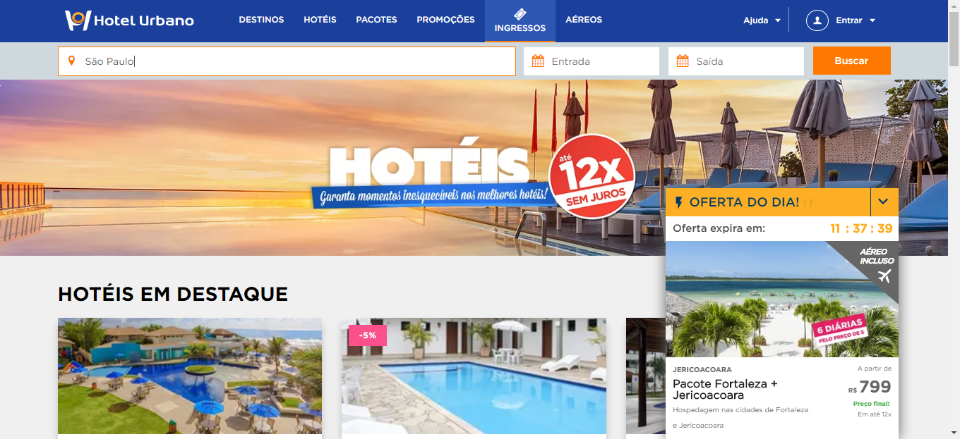 Hotel Urbano
DESTINOS
HOTÉIS
PACOTES
PROMOÇÕES
INGRESSOS
AÉREOS
Ajuda
Entrar
São Paulo
Entrada
Saída
Buscar
HOTÉIS
Garanta momentos inesquecíveis nos melhores hotéis!
até
12x
SEM JUROS
OFERTA DO DIA!
Oferta expira em:
11 : 37 : 39
AÉREO
INCLUSO
6 DIÁRIAS
PELO PREÇO DE 5
HOTÉIS EM DESTAQUE
-5%
JERICOACOARA
Pacote Fortaleza +
Jericoacoara
Hospedagem nas cidades de Fortaleza
e Jericoacoara
A partir de
R$ 799
Preço final!
Em até 12x